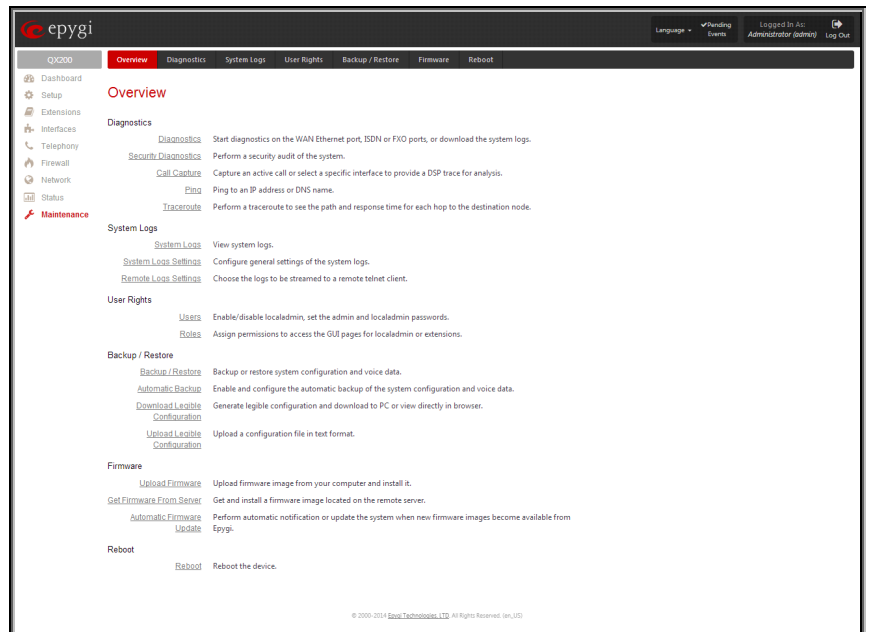 epygi
Language
Pending Events
Logged In As:
Administrator (admin)
Log Out
QX200
Overview
Diagnostics
System Logs
User Rights
Backup / Restore
Firmware
Reboot
Dashboard
Setup
Extensions
Interfaces
Telephony
Firewall
Network
Status
Maintenance
Overview
Diagnostics
Diagnostics Start diagnostics on the WAN Ethernet port, ISDN or FXO ports, or download the system logs.
Security Diagnostics Perform a security audit of the system.
Call Capture Capture an active call or select a specific interface to provide a DSP trace for analysis.
Ping Ping to an IP address or DNS name.
Traceroute Perform a traceroute to see the path and response time for each hop to the destination node.
System Logs
System Logs View system logs.
System Logs Settings Configure general settings of the system logs.
Remote Logs Settings Choose the logs to be streamed to a remote telnet client.
User Rights
Users Enable/disable localadmin, set the admin and localadmin passwords.
Roles Assign permissions to access the GUI pages for localadmin or extensions.
Backup / Restore
Backup / Restore Backup or restore system configuration and voice data.
Automatic Backup Enable and configure the automatic backup of the system configuration and voice data.
Download Legible Generate legible configuration and download to PC or view directly in browser.
Configuration
Upload Legible Upload a configuration file in text format.
Configuration
Firmware
Upload Firmware Upload firmware image from your computer and install it.
Get Firmware From Server Get and install a firmware image located on the remote server.
Automatic Firmware Perform automatic notification or update the system when new firmware images become available from
Update Epygi.
Reboot
Reboot Reboot the device.
© 2000-2014 Epygi Technologies, LTD. All Rights Reserved. (en_US)